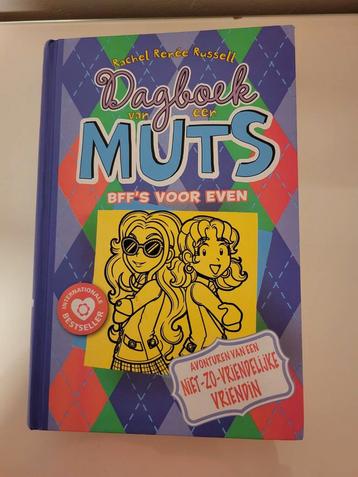 Rachel Renée Russell
Dagboek
van een
MUTS
BFF'S VOOR EVEN
INTERNATIONALE
BESTSELLER
AVONTUREN VAN EEN
NIET-ZO-VRIENDELIJKE
VRIENDIN